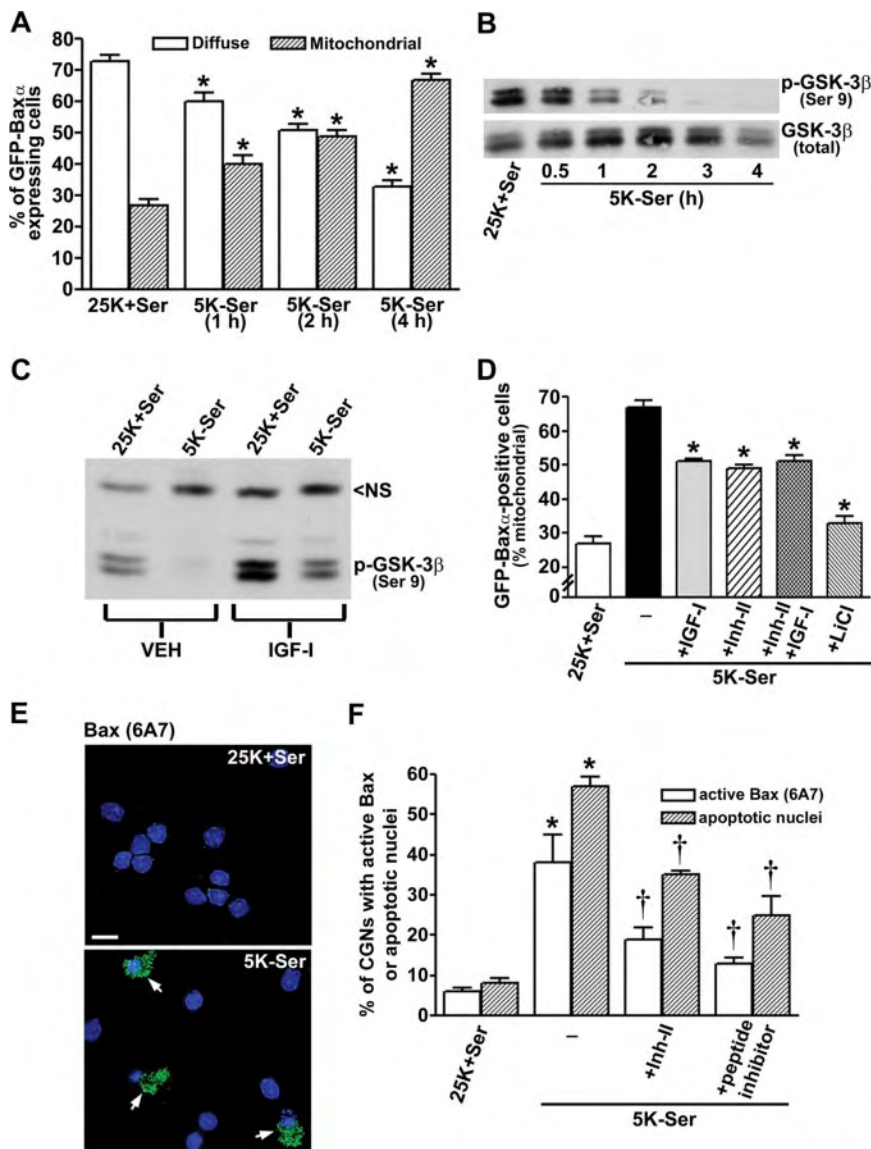 A
Diffuse
Mitochondrial
% of GFP-Baxα
expressing cells
80
70
60
50
40
30
20
10
0
*
*
*
*
*
*
25K+Ser
5K-Ser
(1 h)
5K-Ser
(2 h)
5K-Ser
(4 h)
B
p-GSK-3β
(Ser 9)
GSK-3β
(total)
25K+Ser
0.5 1 2 3 4
5K-Ser (h)
C
25K+Ser
5K-Ser
25K+Ser
5K-Ser
<NS
p-GSK-3β
(Ser 9)
VEH
IGF-I
D
GFP-Baxα-positive cells
(% mitochondrial)
70
60
50
40
30
20
0
*
*
*
*
25K+Ser
–
+IGF-I
+Inh-II
+Inh-II
+IGF-I
+LiCl
5K-Ser
E
Bax (6A7)
25K+Ser
5K-Ser
F
% of CGNs with active Bax
or apoptotic nuclei
60
50
40
30
20
10
0
active Bax (6A7)
apoptotic nuclei
*
*
†
†
†
†
25K+Ser
–
+Inh-II
+peptide
inhibitor
5K-Ser